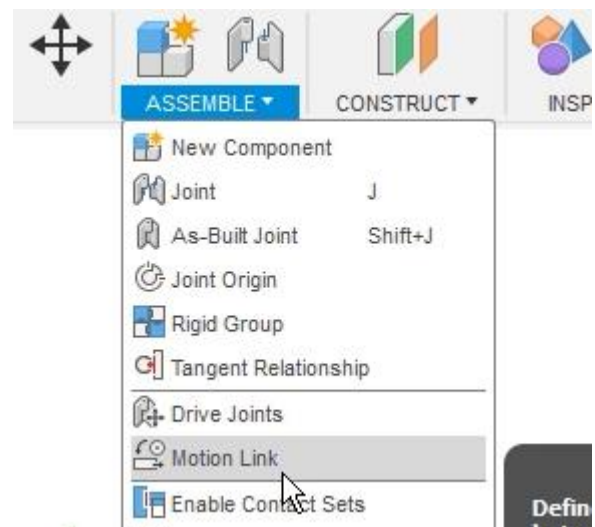 ASSEMBLE CONSTRUCT INSP
New Component
Joint J
As-Built Joint Shift+J
Joint Origin
Rigid Group
Tangent Relationship
Drive Joints
Motion Link
Enable Contact Sets
Define